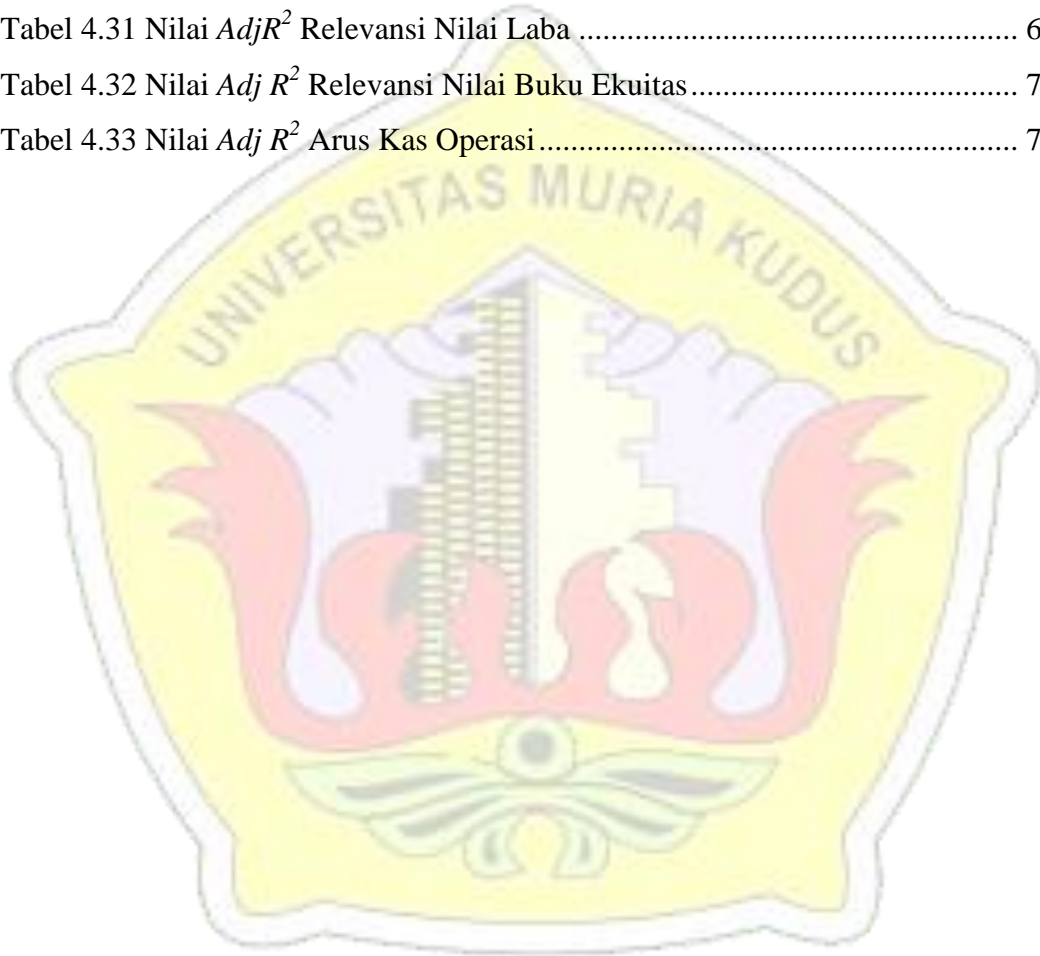 Tabel 4.31 Nilai AdjR² Relevansi Nilai Laba ........................................................ 6
Tabel 4.32 Nilai Adj R² Relevansi Nilai Buku Ekuitas .......................................... 7
Tabel 4.33 Nilai Adj R² Arus Kas Operasi ............................................................. 7
UNIVERSITAS MURIA KUDUS